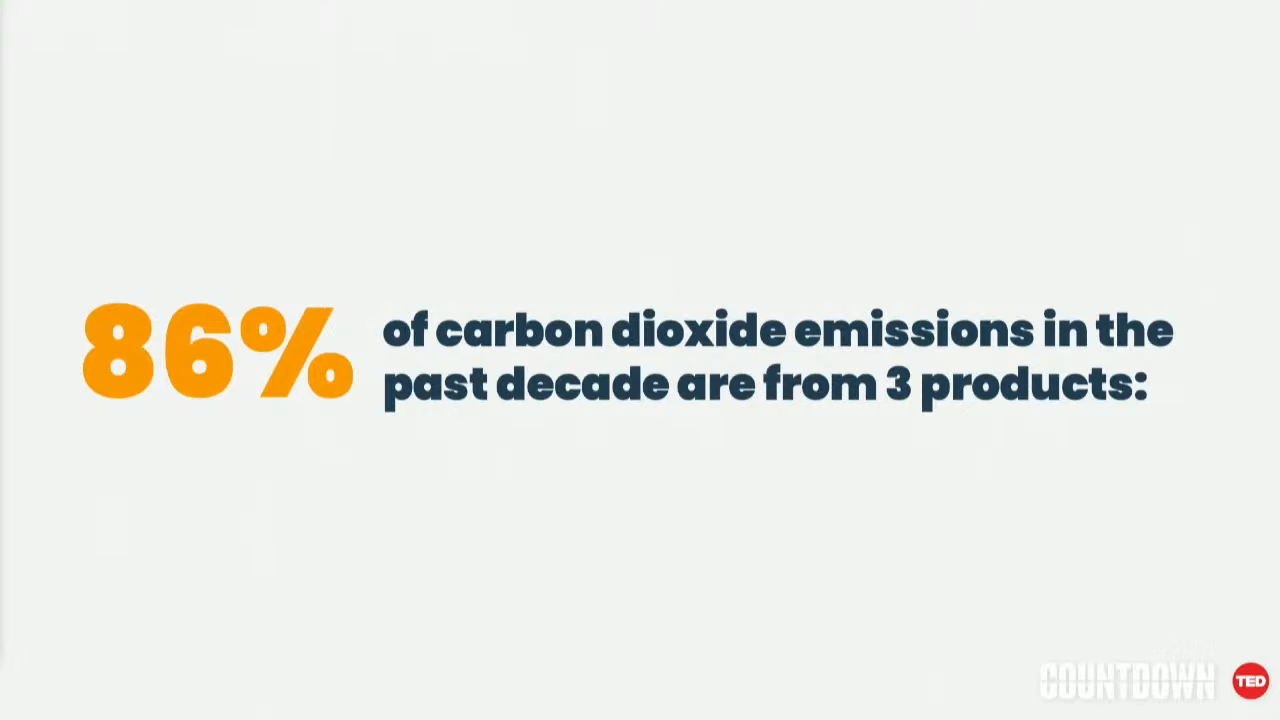 86%
of carbon dioxide emissions in the
past decade are from 3 products:
COUNTDOWN
TED